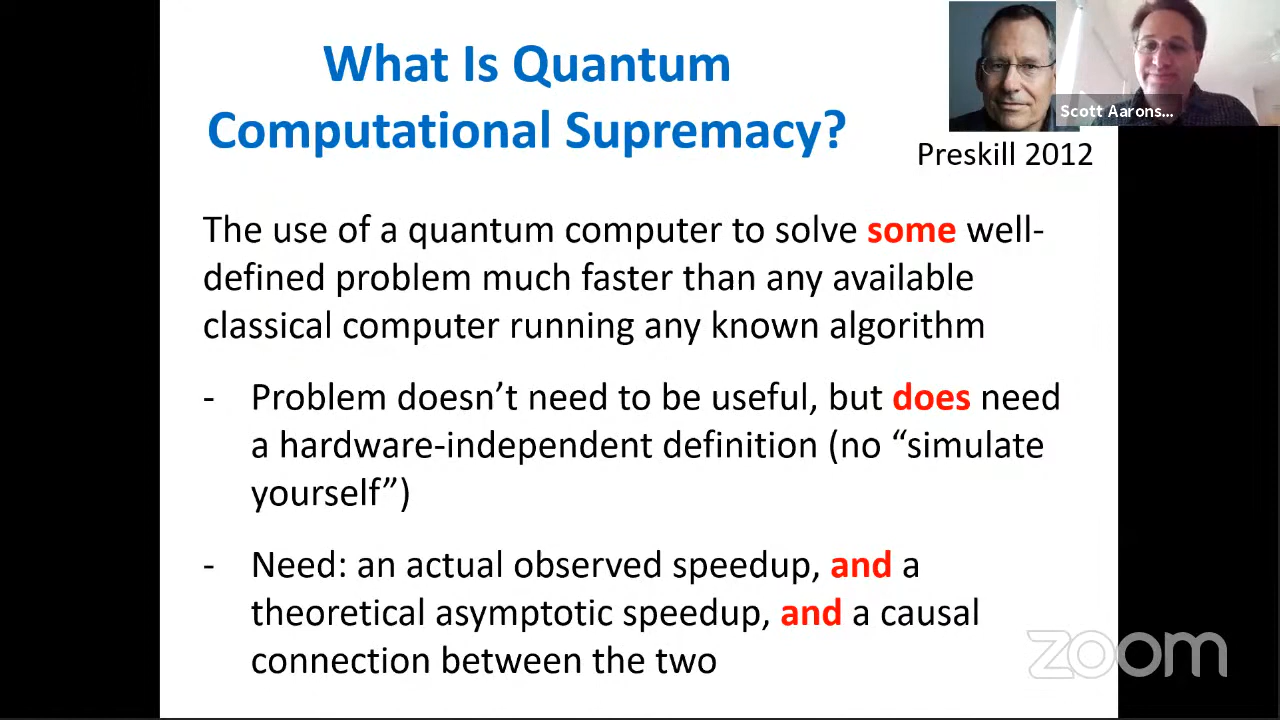 What Is Quantum
Computational Supremacy?
Scott Aarons...
Preskill 2012
The use of a quantum computer to solve some well-
defined problem much faster than any available
classical computer running any known algorithm
- Problem doesn’t need to be useful, but does need
a hardware-independent definition (no “simulate
yourself”)
- Need: an actual observed speedup, and a
theoretical asymptotic speedup, and a causal
connection between the two
zoom